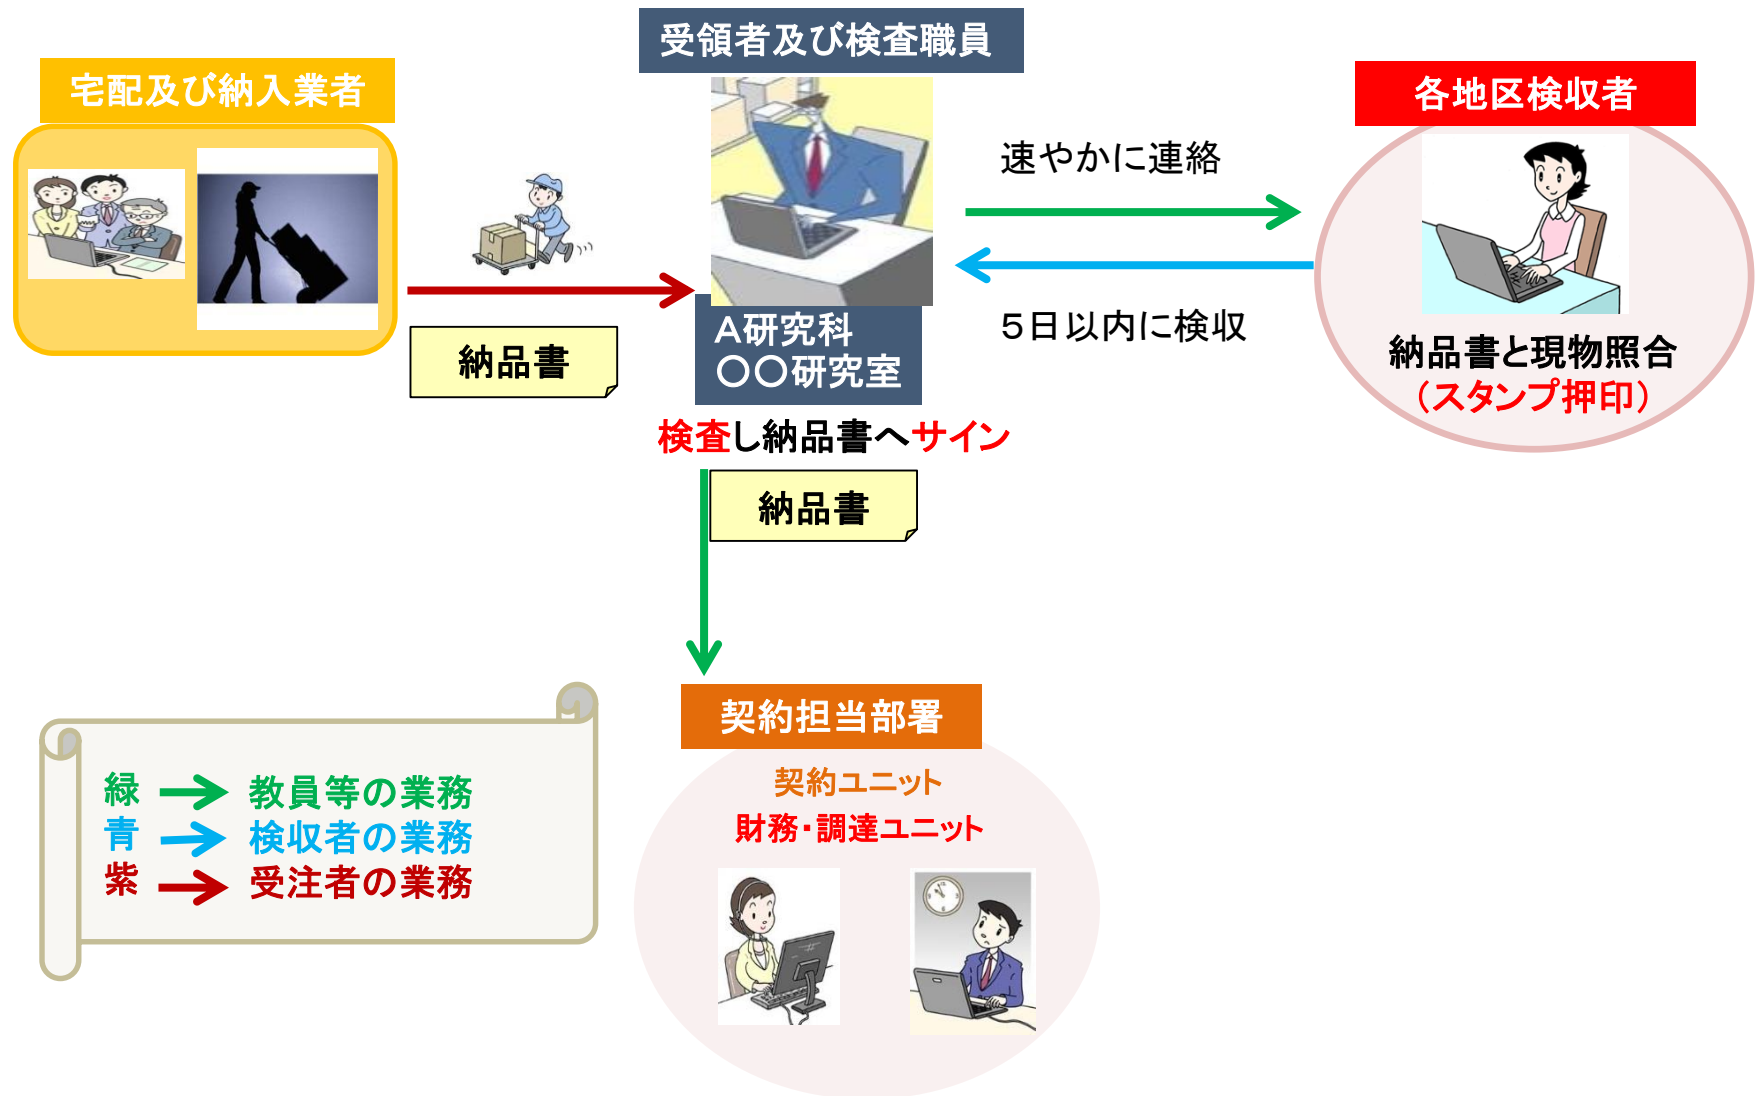 受領者及び検査職員
宅配及び納入業者
各地区検収者
速やかに連絡
5日以内に検収
A研究科
〇〇研究室
納品書
納品書と現物照合
(スタンプ押印)
検査し納品書へサイン
納品書
契約担当部署
契約ユニット
財務・調達ユニット
緑 教員等の業務
青 検収者の業務
紫 受注者の業務